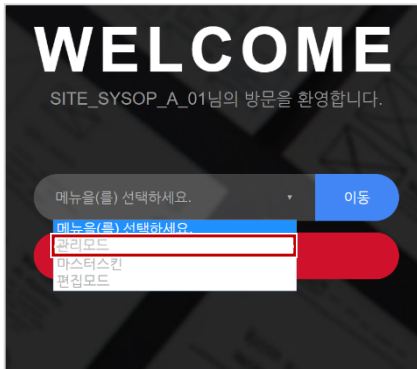 WELCOME
SITE_SYSOP_A_01님의 방문을 환영합니다.
메뉴을(를) 선택하세요. ▼
이동
메뉴을(를) 선택하세요.
관리모드
마스터스킨
편집모드